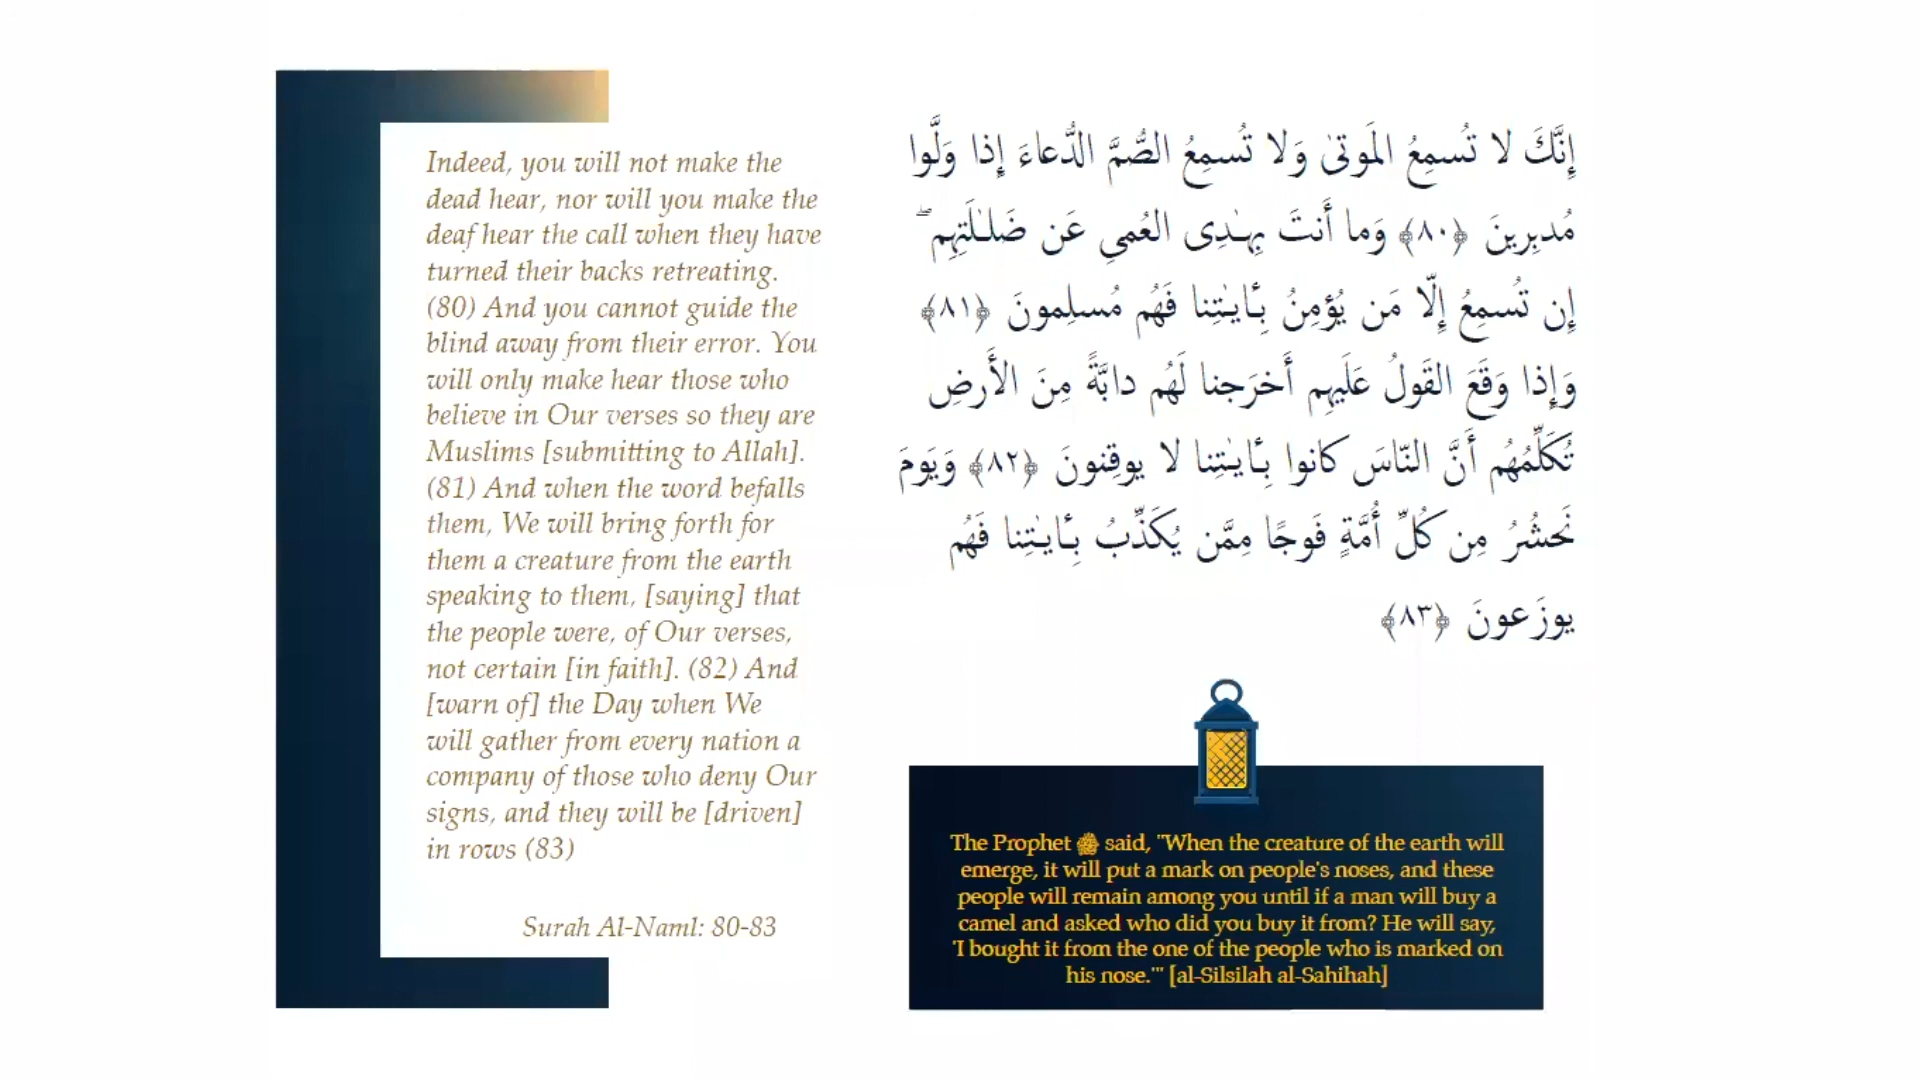 Indeed, you will not make the
dead hear, nor will you make the
deaf hear the call when they have
turned their backs retreating.
(80) And you cannot guide the
blind away from their error. You
will only make hear those who
believe in Our verses so they are
Muslims [submitting to Allah].
(81) And when the word befalls
them, We will bring forth for
them a creature from the earth
speaking to them, [saying] that
the people were, of Our verses,
not certain [in faith]. (82) And
[warn of] the Day when We
will gather from every nation a
company of those who deny Our
signs, and they will be [driven]
in rows (83)
Surah Al-Naml: 80-83
إِنَّكَ لا تُسمِعُ المَوتىٰ وَلا تُسمِعُ الصُّمَّ الدُّعاءَ إِذا وَلَّوا
مُدبِرينَ ﴿٨٠﴾ وَما أَنتَ بِهـٰدِى العُميِ عَن ضَلـٰلَتِهِم ۖ
إِن تُسمِعُ إِلّا مَن يُؤمِنُ بِـٔايـٰتِنا فَهُم مُسلِمونَ ﴿٨١﴾
وَإِذا وَقَعَ القَولُ عَلَيهِم أَخرَجنا لَهُم دابَّةً مِنَ الأَرضِ
تُكَلِّمُهُم أَنَّ النّاسَ كانوا بِـٔايـٰتِنا لا يوقِنونَ ﴿٨٢﴾ وَيَومَ
نَحشُرُ مِن كُلِّ أُمَّةٍ فَوجًا مِمَّن يُكَذِّبُ بِـٔايـٰتِنا فَهُم
يوزَعونَ ﴿٨٣﴾
The Prophet ﷺ said, "When the creature of the earth will
emerge, it will put a mark on people's noses, and these
people will remain among you until if a man will buy a
camel and asked who did you buy it from? He will say,
'I bought it from the one of the people who is marked on
his nose.'" [al-Silsilah al-Sahihah]